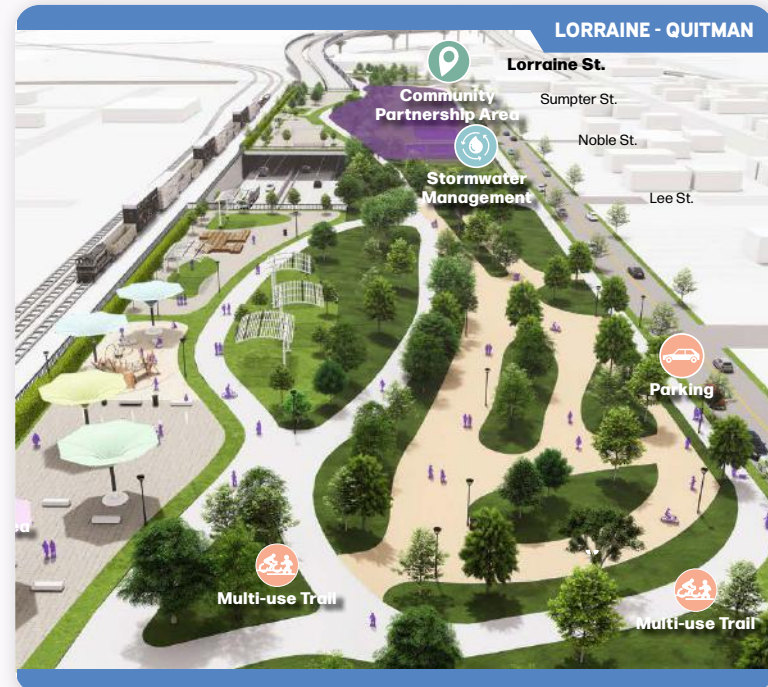 LORRAINE - QUITMAN
Lorraine St.
Community
Partnership Area
Sumpter St.
Noble St.
Stormwater
Management
Lee St.
Parking
Multi-use Trail
Multi-use Trail